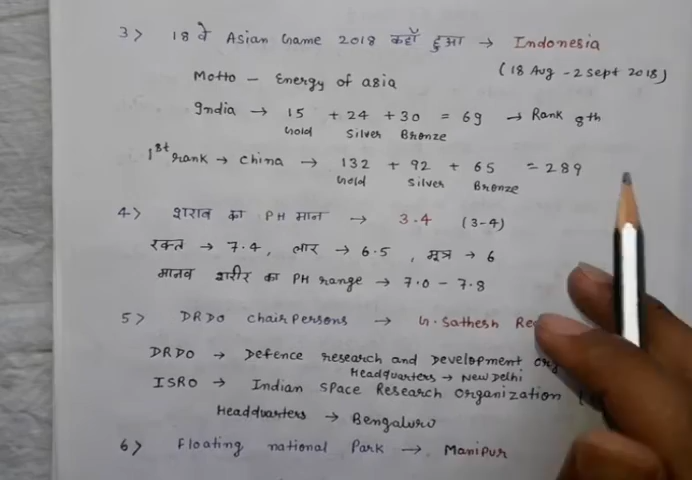 3> 18 वे Asian Game 2018 कहाँ हुआ → Indonesia
(18 Aug - 2 Sept 2018)
Motto - Energy of asia
India → 15 + 24 + 30 = 69 → Rank 8th
Gold Silver Bronze
1st rank → China → 132 + 92 + 65 = 289
Gold Silver Bronze
4> शराब का PH मान → 3.4 (3-4)
रक्त → 7.4, लार → 6.5, मूत्र → 6
मानव शरीर का PH range → 7.0 - 7.8
5> DRDO chairPersons → G. Sathesh
DRDO → Defence research and Development
Headquarters → New Delhi
ISRO → Indian Space Research Organization
Headquarters → Bengaluro
6> Floating national Park → Manipur